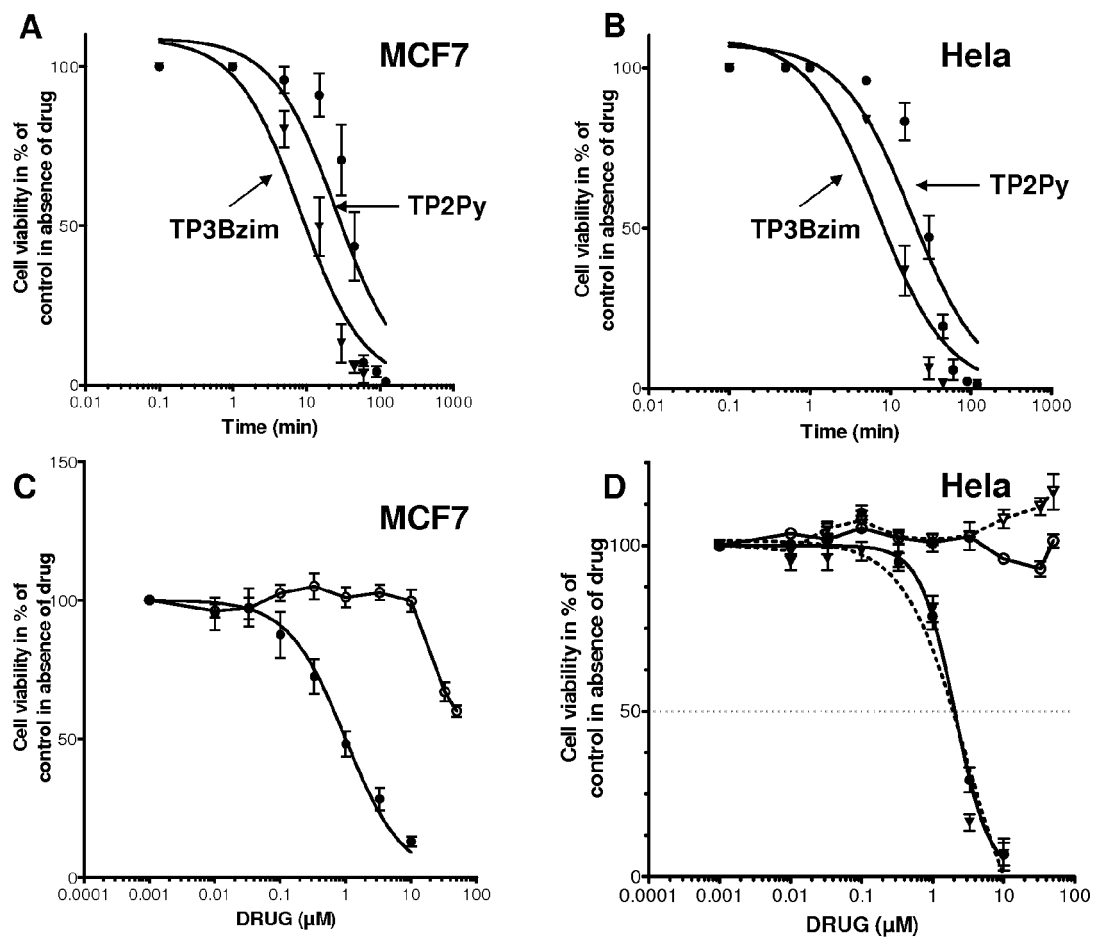 A
MCF7
Cell viability in % of
control in absence of drug
100
50
0
TP3Bzim
TP2Py
0.01 0.1 1 10 100 1000
Time (min)
B
Hela
Cell viability in % of
control in absence of drug
100
50
0
TP3Bzim
TP2Py
0.01 0.1 1 10 100 1000
Time (min)
C
MCF7
Cell viability in % of
control in absence of drug
150
100
50
0
0.0001 0.001 0.01 0.1 1 10 100
DRUG (µM)
D
Hela
Cell viability in % of
control in absence of drug
100
50
0
0.0001 0.001 0.01 0.1 1 10 100
DRUG (µM)